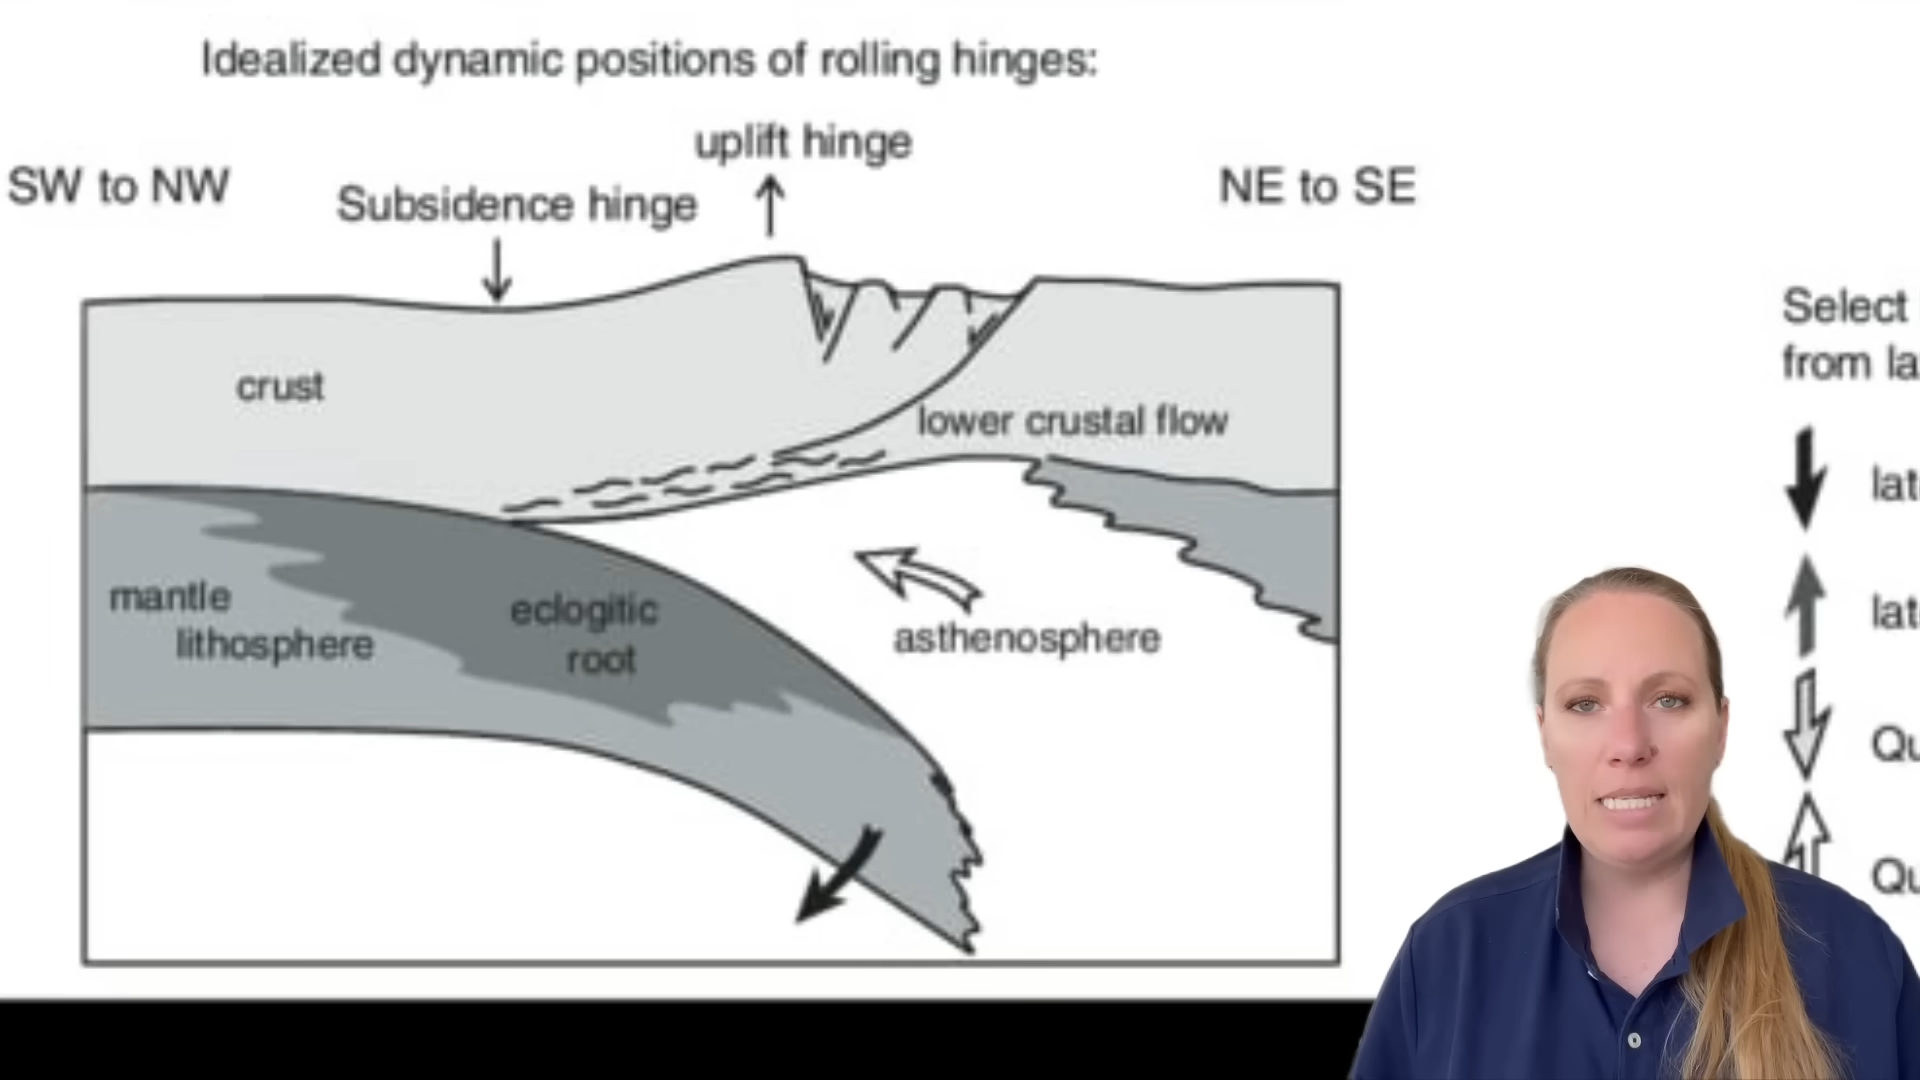 Idealized dynamic positions of rolling hinges:
uplift hinge
SW to NW
Subsidence hinge
NE to SE
crust
lower crustal flow
mantle
lithosphere
eclogitic
root
asthenosphere
Select
from la
lat
lat
Qu
Qu